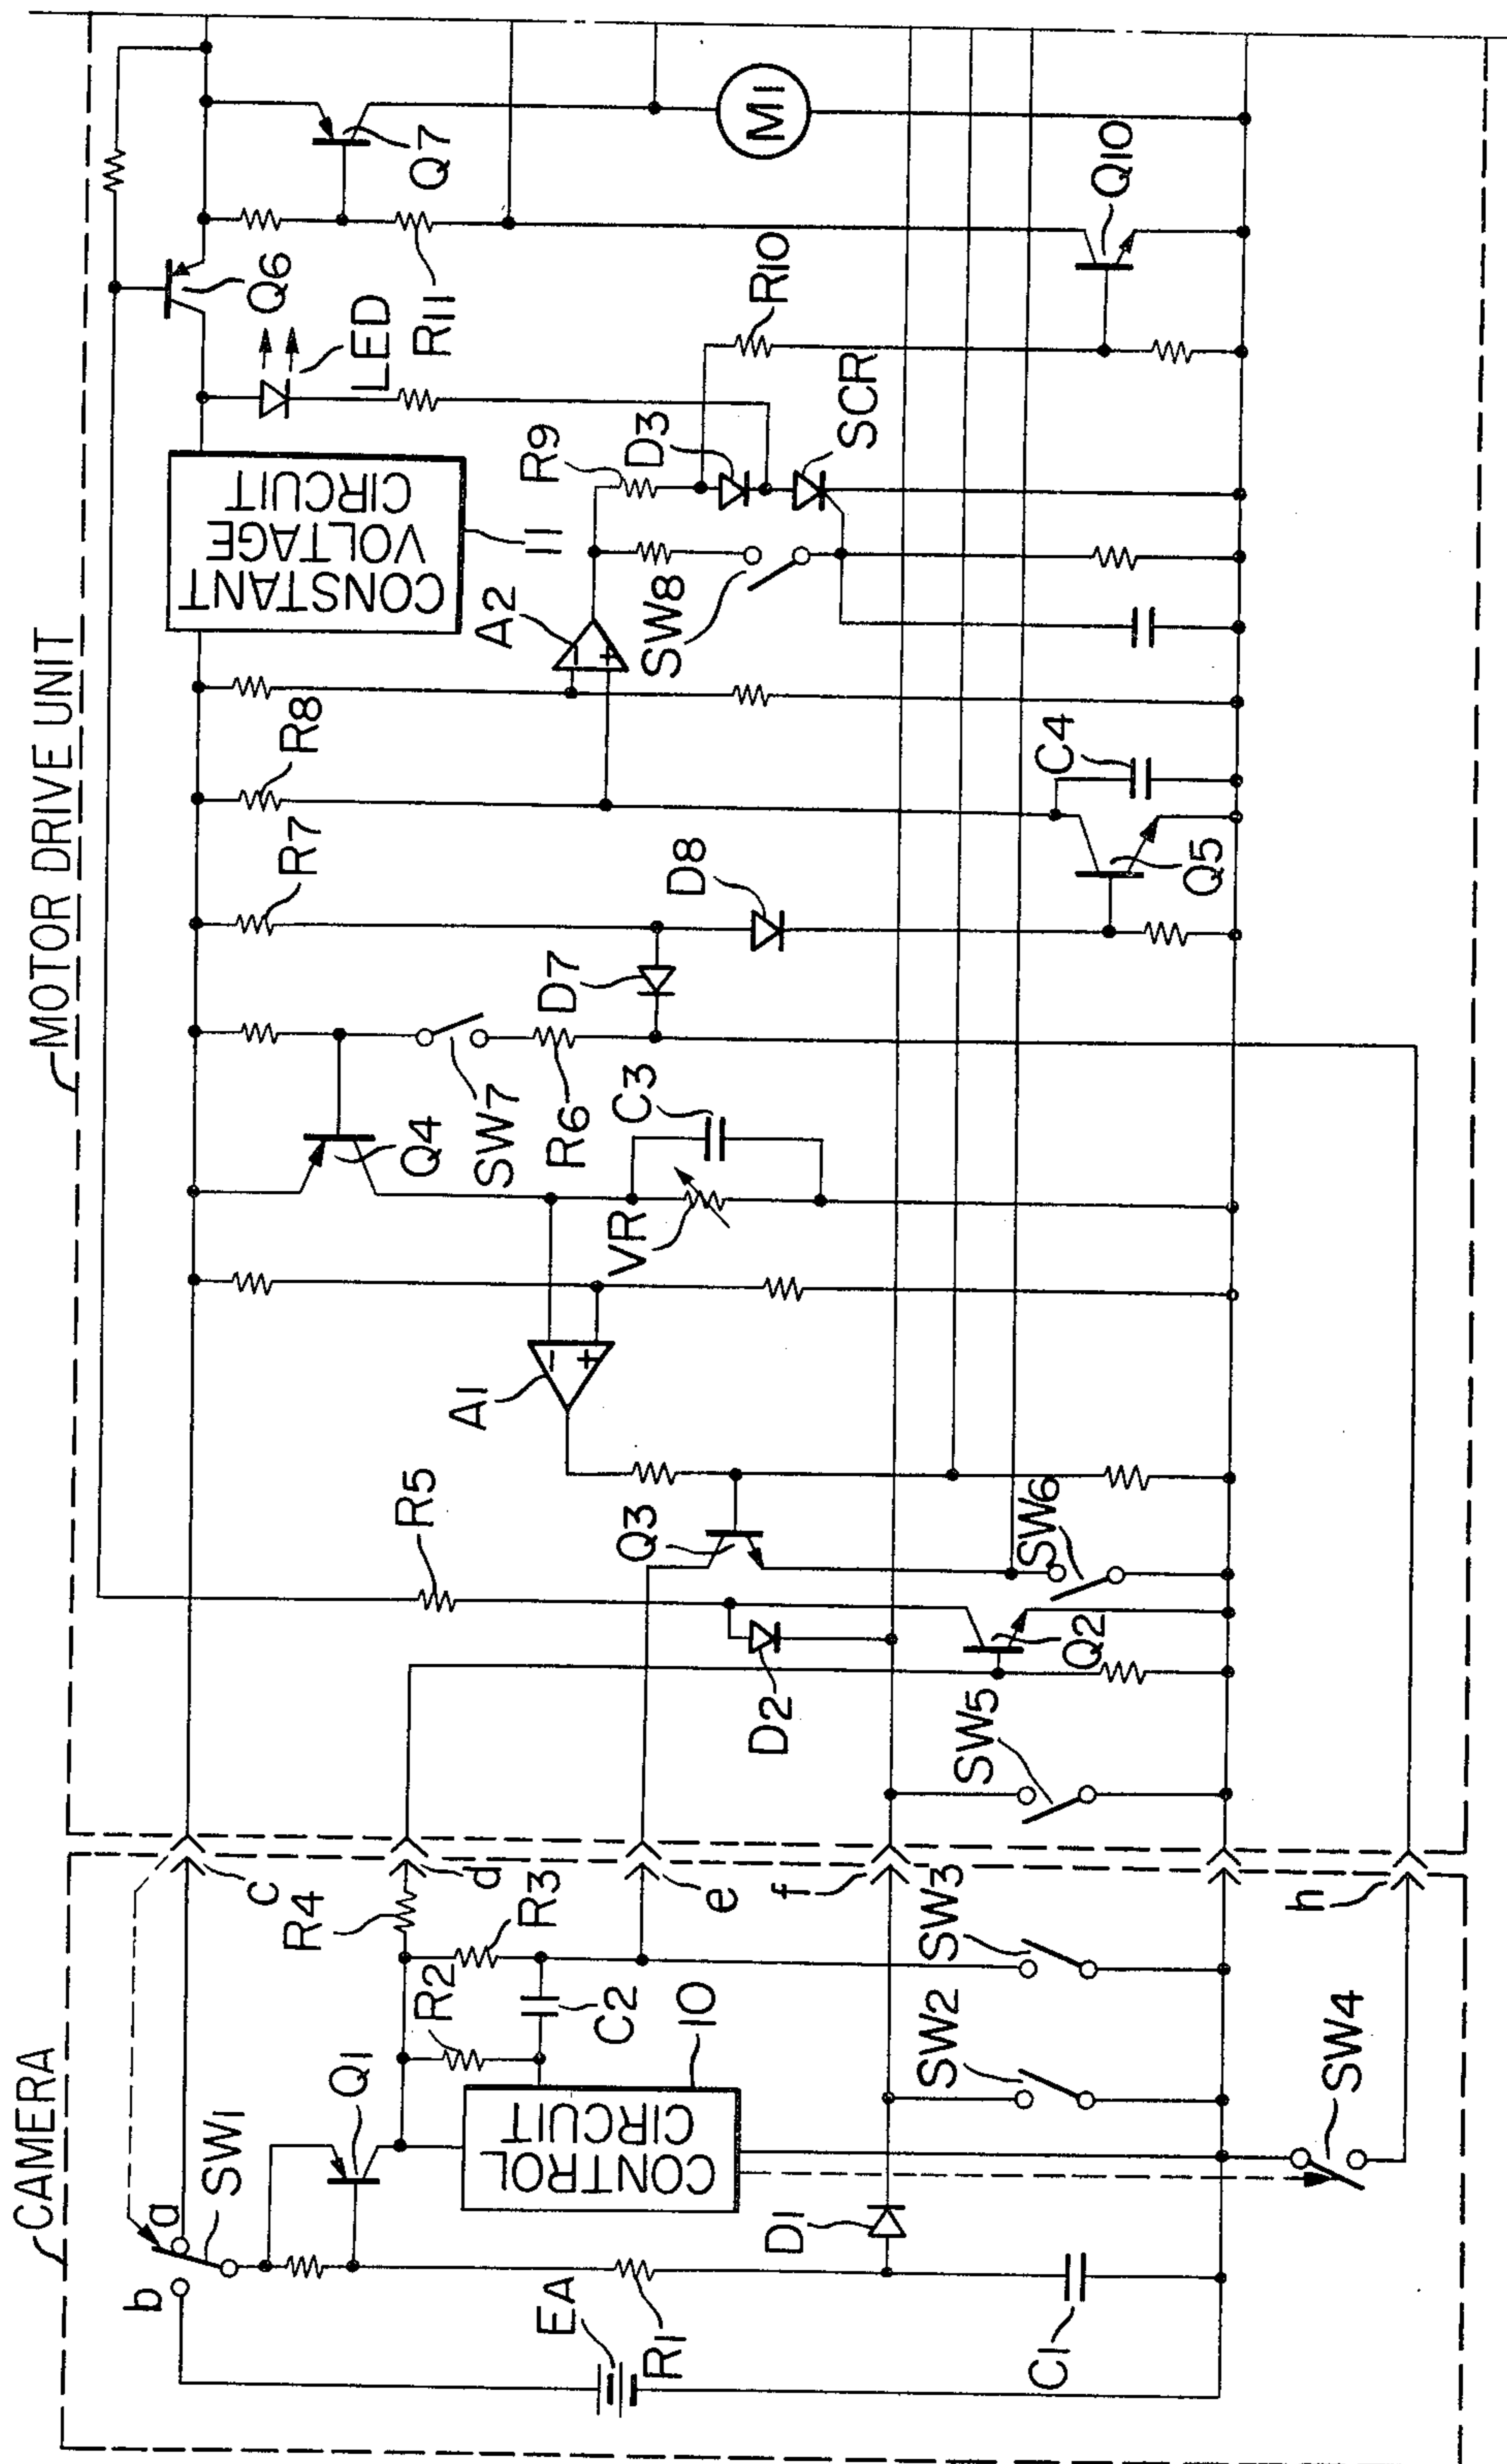 CAMERA
MOTOR DRIVE UNIT
b
a
SW1
EA
R1
C1
Q1
D1
CONTROL
CIRCUIT
10
R2
C2
R3
R4
SW2
SW3
SW4
c
d
e
f
h
SW5
D2
Q2
R5
Q3
SW6
A1
−
+
VR
C3
Q4
SW7
R6
D7
R7
D8
Q5
R8
C4
A2
−
+
SW8
CONSTANT
VOLTAGE
CIRCUIT
11
R9
D3
SCR
LED
Q6
R11
R10
Q7
Q10
M1